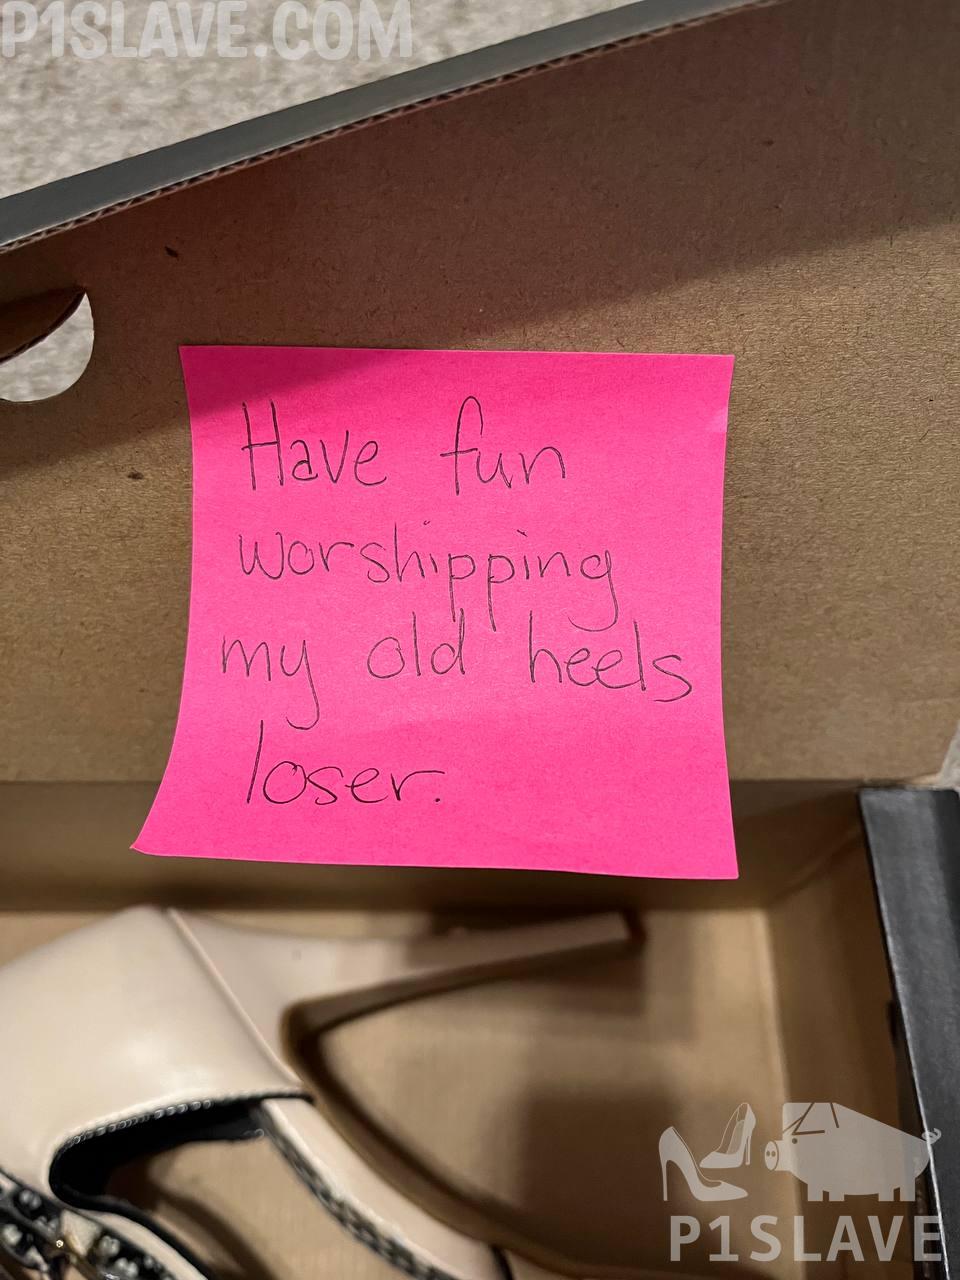 P1SLAVE.COM
Have fun
worshipping
my old heels
loser.
P1SLAVE